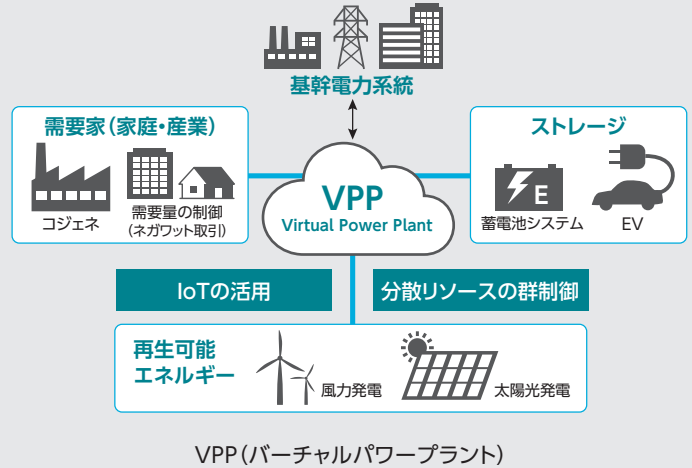 基幹電力系統
需要家(家庭・産業)
コジェネ
需要量の制御
(ネガワット取引)
VPP
Virtual Power Plant
ストレージ
E
蓄電池システム
EV
IoTの活用
分散リソースの群制御
再生可能
エネルギー
風力発電
太陽光発電
VPP(バーチャルパワープラント)